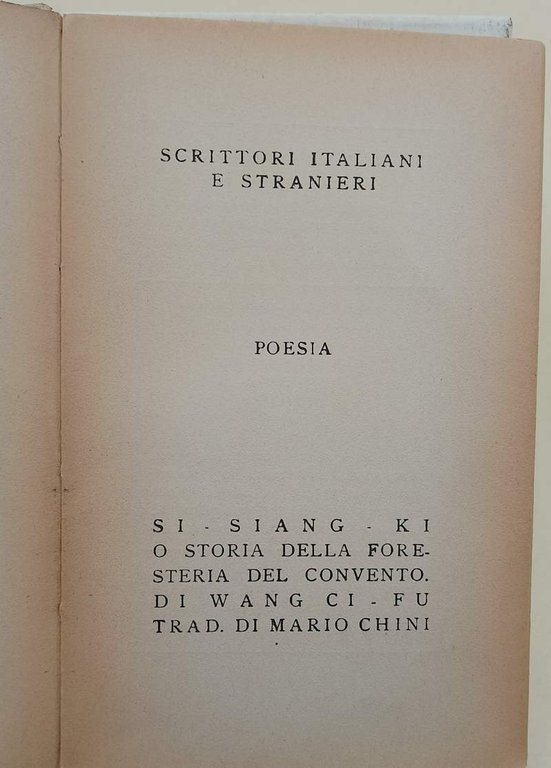 SCRITTORI ITALIANI
E STRANIERI
POESIA
SI-SIANG-KI
O STORIA DELLA FORE-
STERIA DEL CONVENTO.
DI WANG CI-FU
TRAD. DI MARIO CHINI